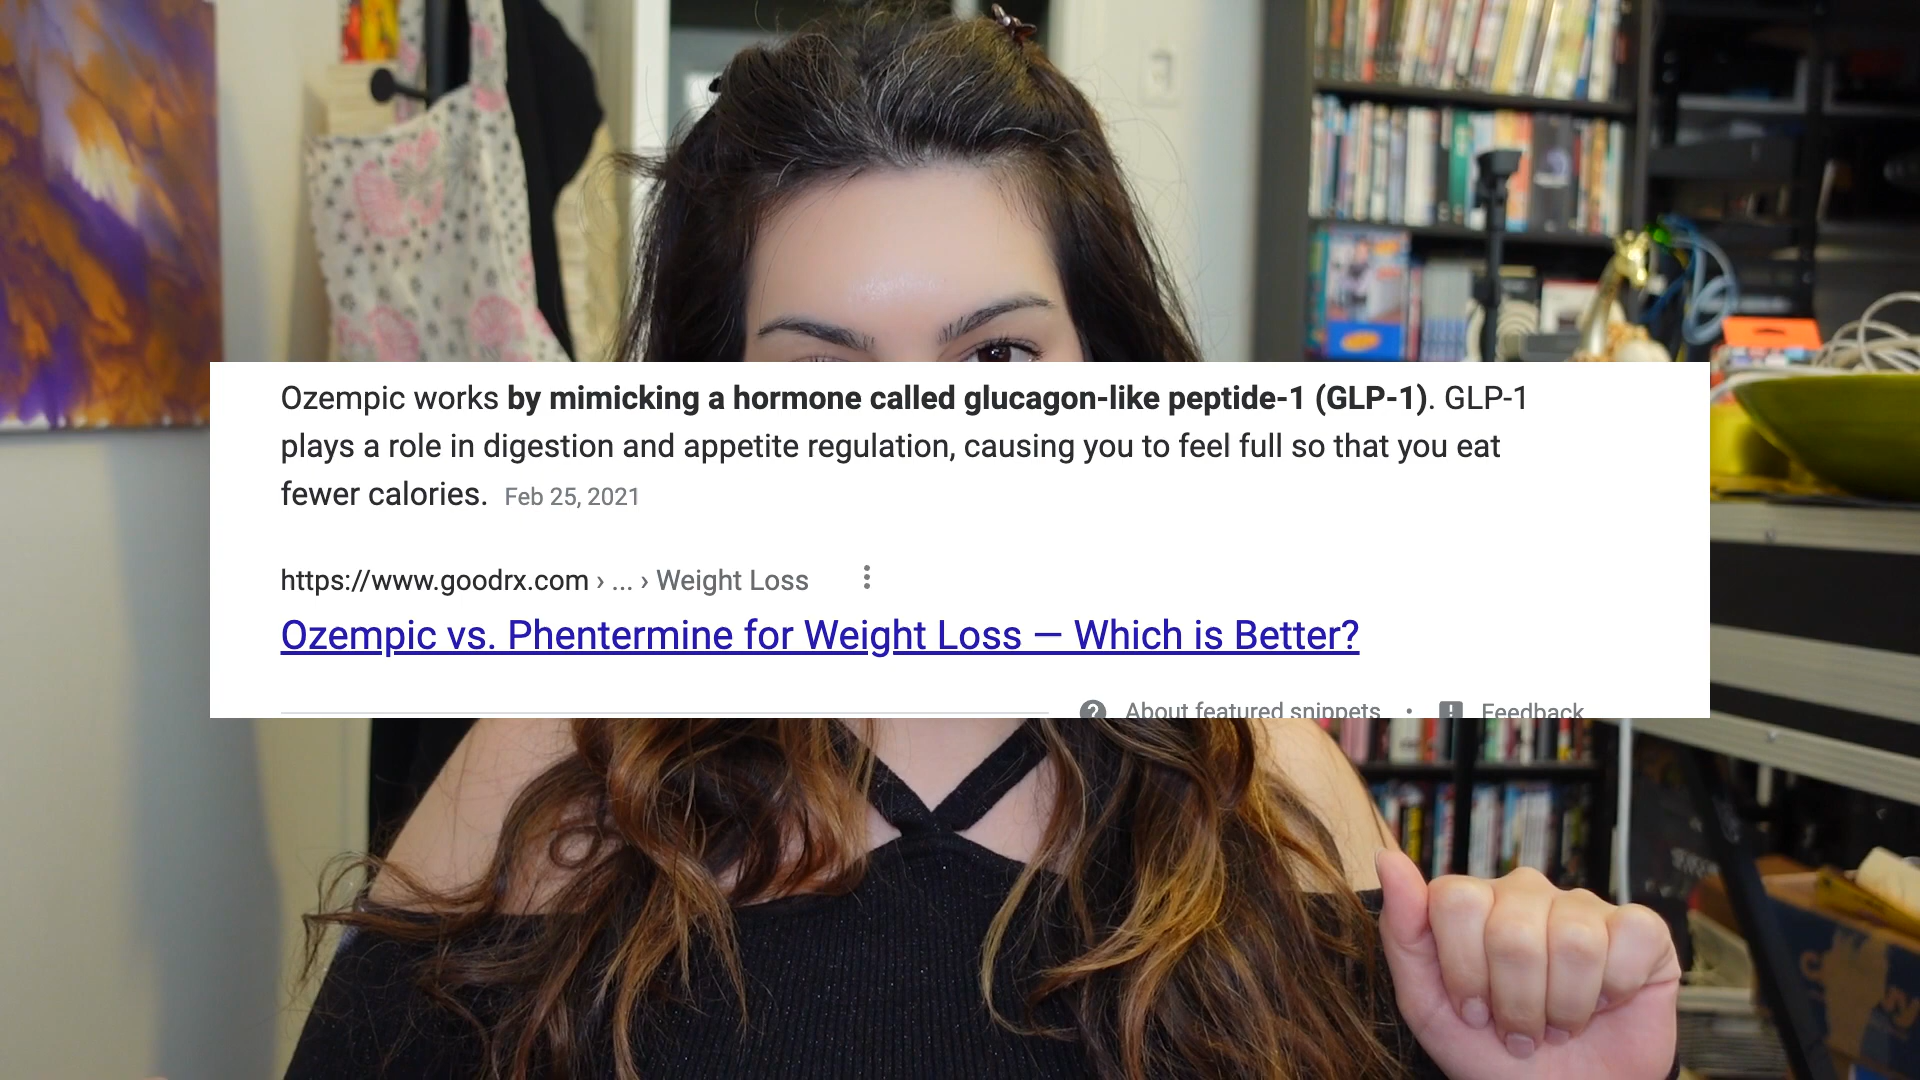 Ozempic works by mimicking a hormone called glucagon-like peptide-1 (GLP-1). GLP-1
plays a role in digestion and appetite regulation, causing you to feel full so that you eat
fewer calories. Feb 25, 2021
https://www.goodrx.com › ... › Weight Loss
Ozempic vs. Phentermine for Weight Loss — Which is Better?
About featured snippets • Feedback